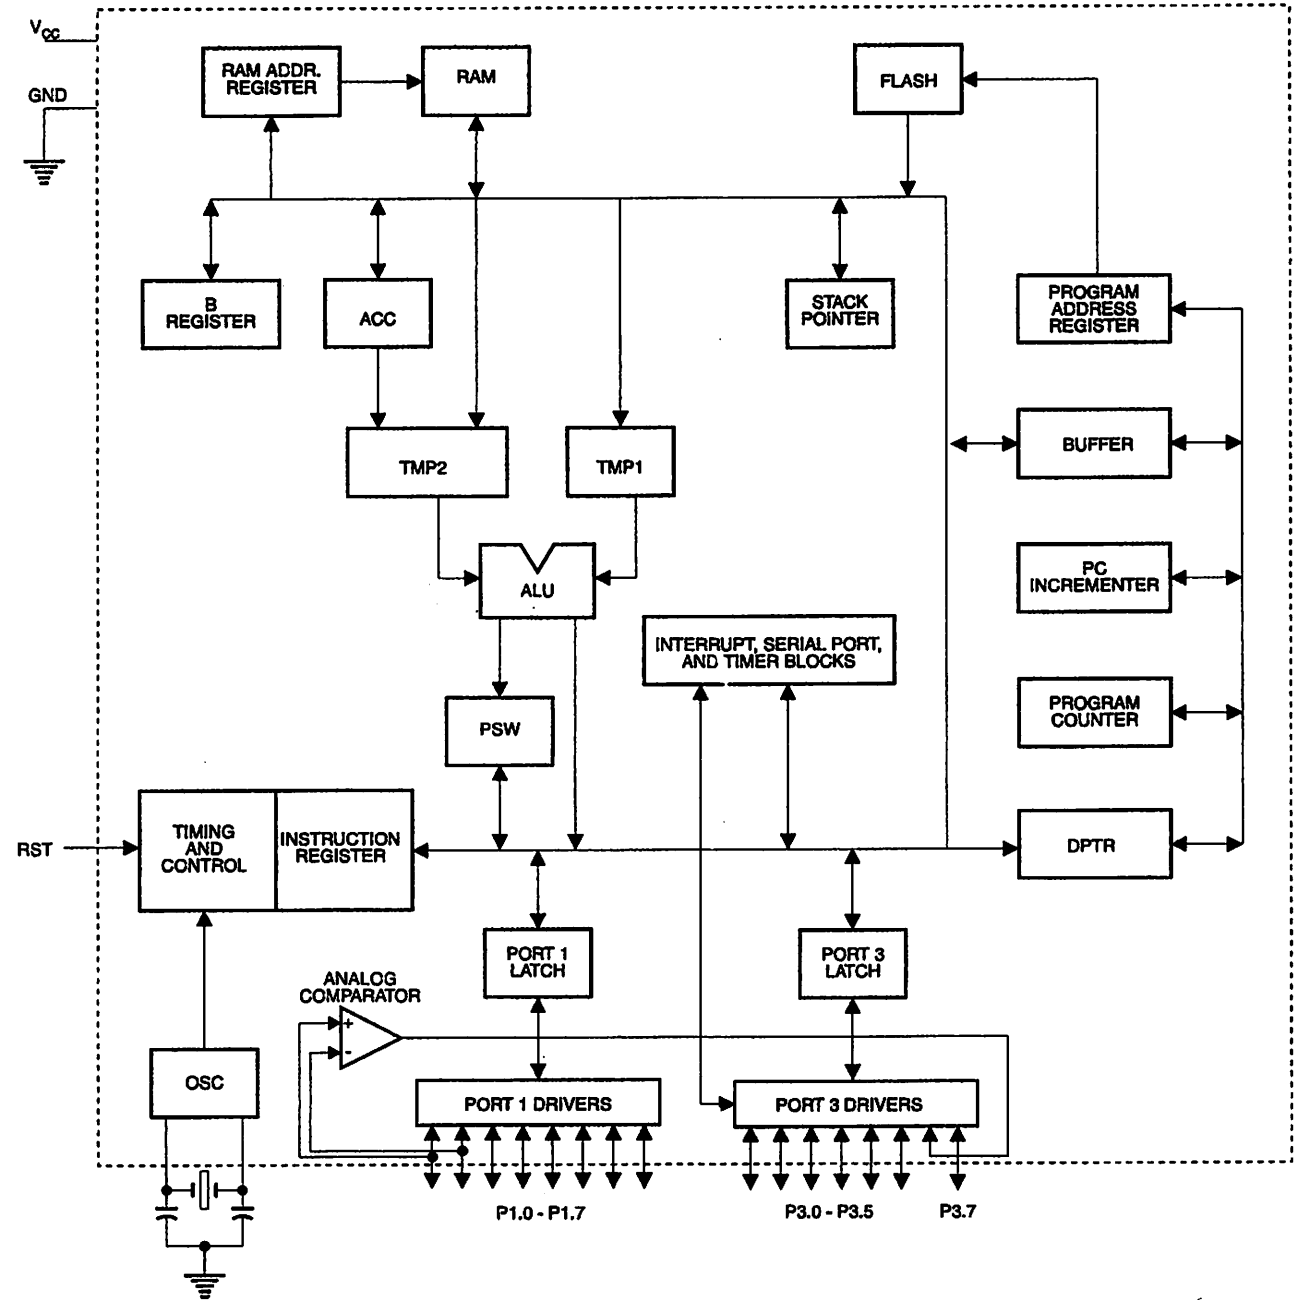 VCC
GND
RAM ADDR.
REGISTER
RAM
FLASH
B
REGISTER
ACC
STACK
POINTER
PROGRAM
ADDRESS
REGISTER
TMP2
TMP1
BUFFER
ALU
PC
INCREMENTER
INTERRUPT, SERIAL PORT,
AND TIMER BLOCKS
PSW
PROGRAM
COUNTER
RST
TIMING
AND
CONTROL
INSTRUCTION
REGISTER
DPTR
PORT 1
LATCH
PORT 3
LATCH
ANALOG
COMPARATOR
+
-
OSC
PORT 1 DRIVERS
PORT 3 DRIVERS
P1.0 - P1.7
P3.0 - P3.5
P3.7